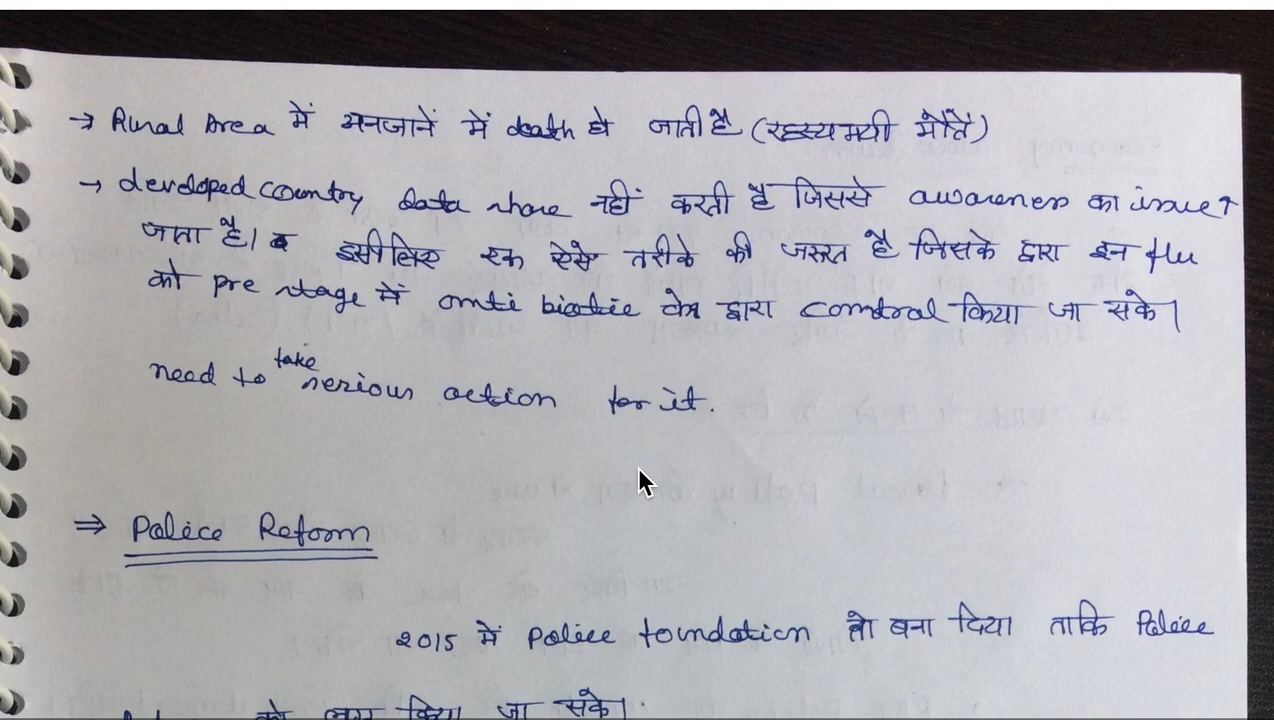 → Rural Area में अनजानें में death हो जाती है (रहस्यमयी मौतें)
→ developed country data share नहीं करती है जिससे awareness का issue ↑
जाता है। इसीलिए एक ऐसे तरीके की जरुरत है जिसके द्वारा इन flu
को pre stage में anti biotic के द्वारा control किया जा सके।
need to take serious action for it.
⇒ Police Reform
2015 में Police foundation तो बना दिया ताकि Police
को लागू किया जा सके।